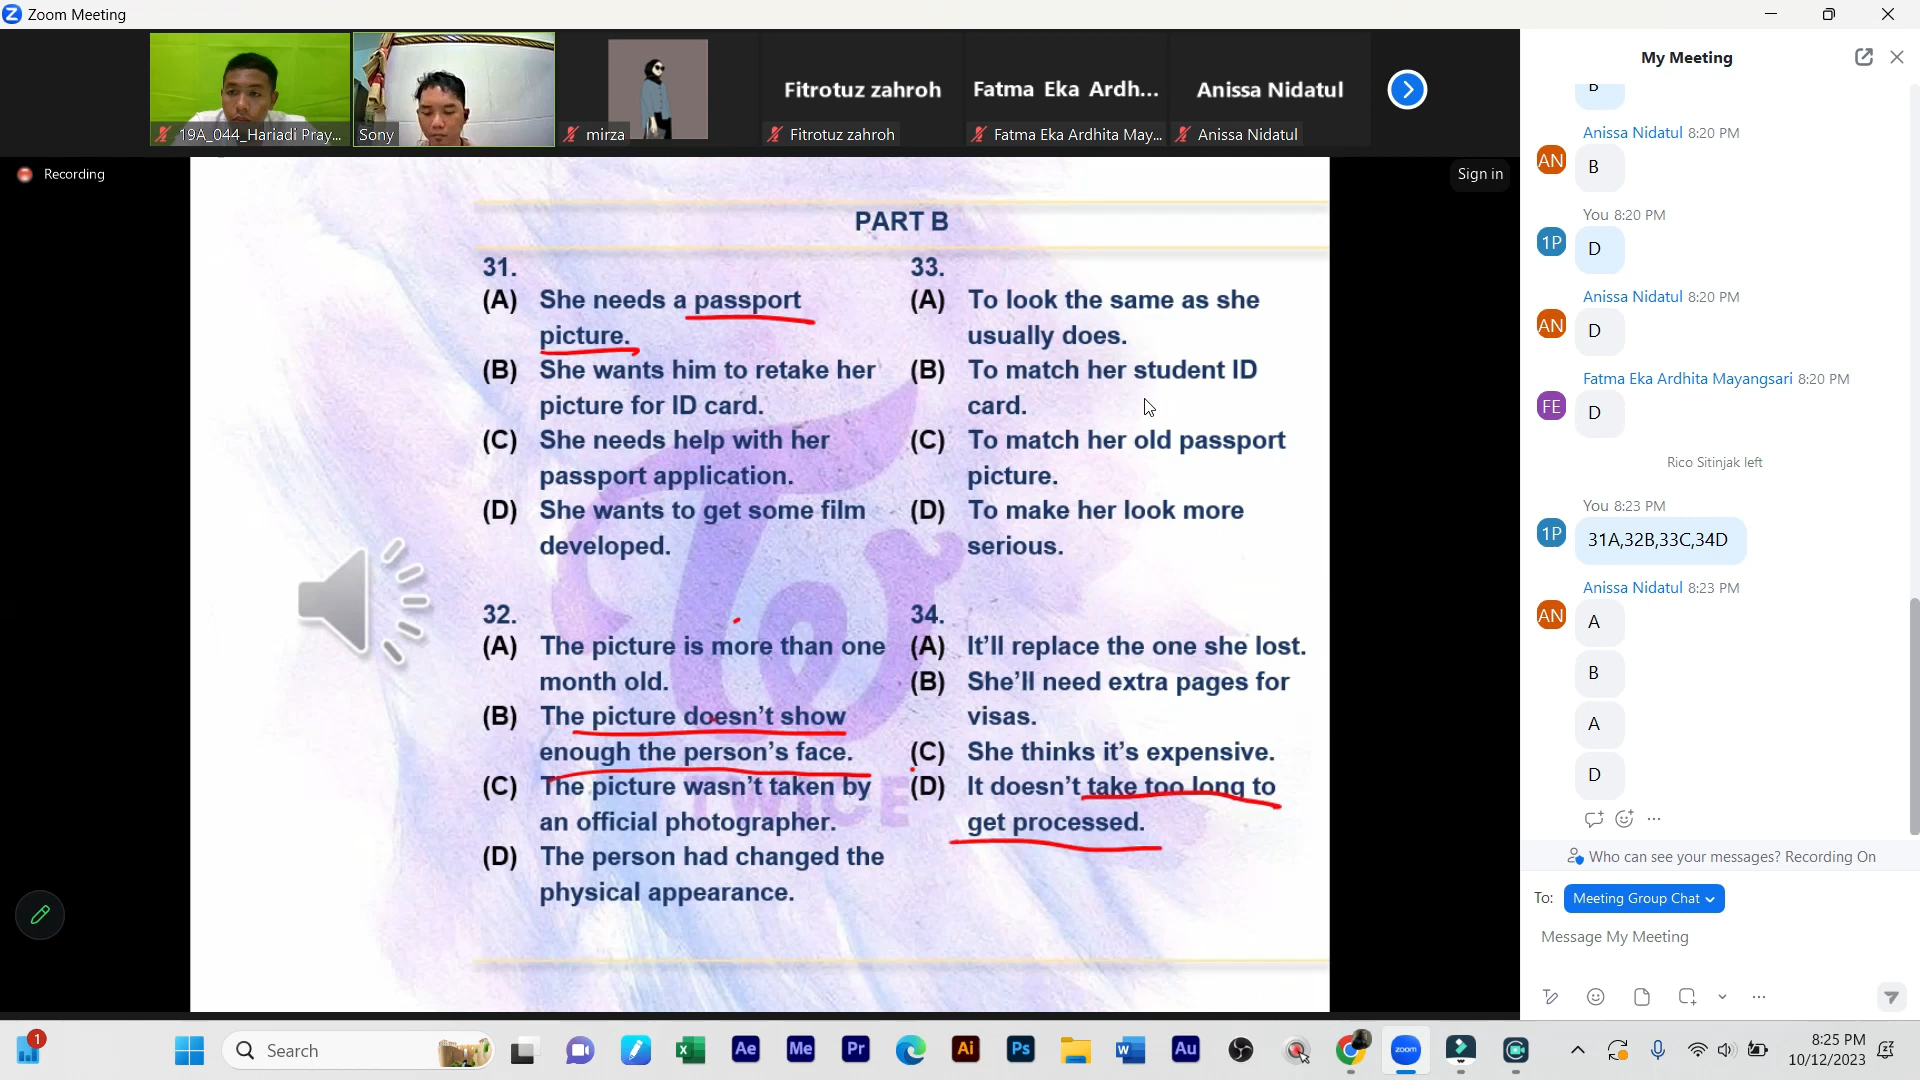 Zoom Meeting
19A_044_Hariadi Pray...
Sony
mirza
Fitrotuz zahroh
Fitrotuz zahroh
Fatma Eka Ardh...
Fatma Eka Ardhita May...
Anissa Nidatul
Anissa Nidatul
Recording
Sign in
PART B
31.
(A) She needs a passport
picture.
(B) She wants him to retake her
picture for ID card.
(C) She needs help with her
passport application.
(D) She wants to get some film
developed.
32.
(A) The picture is more than one
month old.
(B) The picture doesn't show
enough the person's face.
(C) The picture wasn't taken by
an official photographer.
(D) The person had changed the
physical appearance.
33.
(A) To look the same as she
usually does.
(B) To match her student ID
card.
(C) To match her old passport
picture.
(D) To make her look more
serious.
34.
(A) It'll replace the one she lost.
(B) She'll need extra pages for
visas.
(C) She thinks it's expensive.
(D) It doesn't take too long to
get processed.
TWICE
My Meeting
B
Anissa Nidatul 8:20 PM
AN
B
You 8:20 PM
1P
D
Anissa Nidatul 8:20 PM
AN
D
Fatma Eka Ardhita Mayangsari 8:20 PM
FE
D
Rico Sitinjak left
You 8:23 PM
1P
31A,32B,33C,34D
Anissa Nidatul 8:23 PM
AN
A
B
A
D
Who can see your messages? Recording On
To: Meeting Group Chat
Message My Meeting
1
Search
Ae
Me
Pr
Ai
Ps
Au
zoom
8:25 PM
10/12/2023